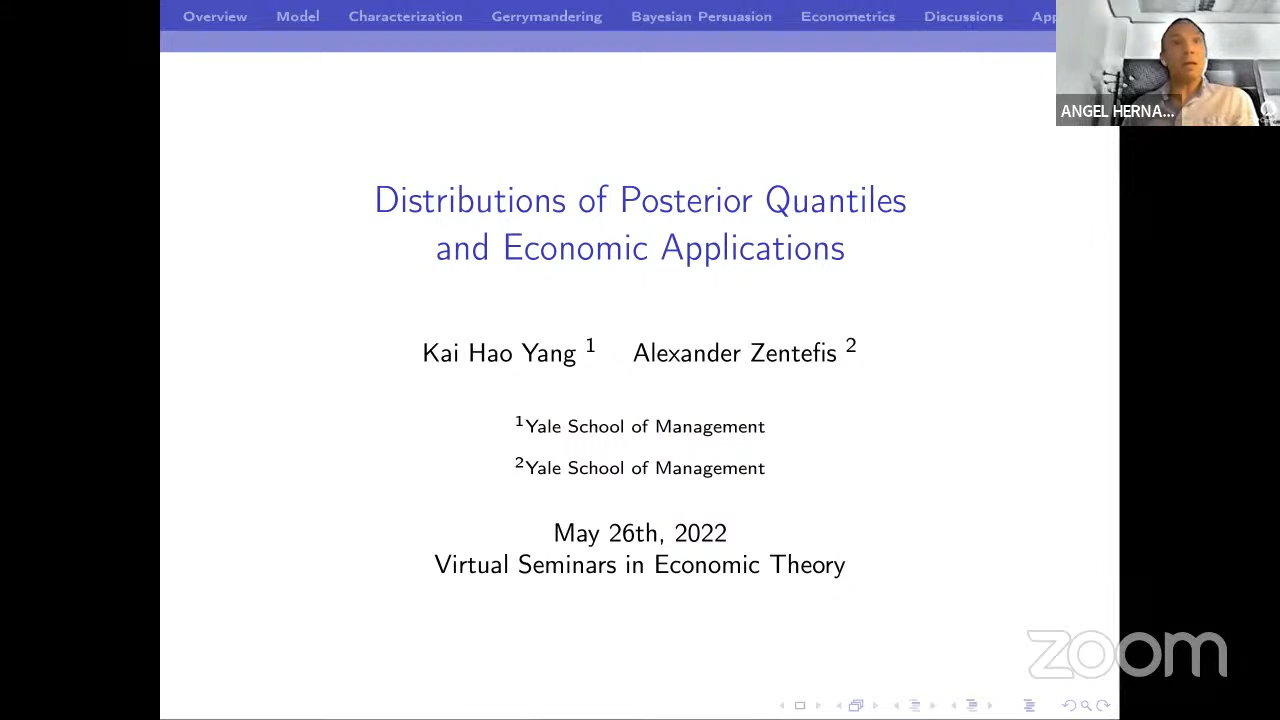 Overview Model Characterization Gerrymandering Bayesian Persuasion Econometrics Discussions App
ANGEL HERNA...
Distributions of Posterior Quantiles
and Economic Applications
Kai Hao Yang 1 Alexander Zentefis 2
1Yale School of Management
2Yale School of Management
May 26th, 2022
Virtual Seminars in Economic Theory
zoom